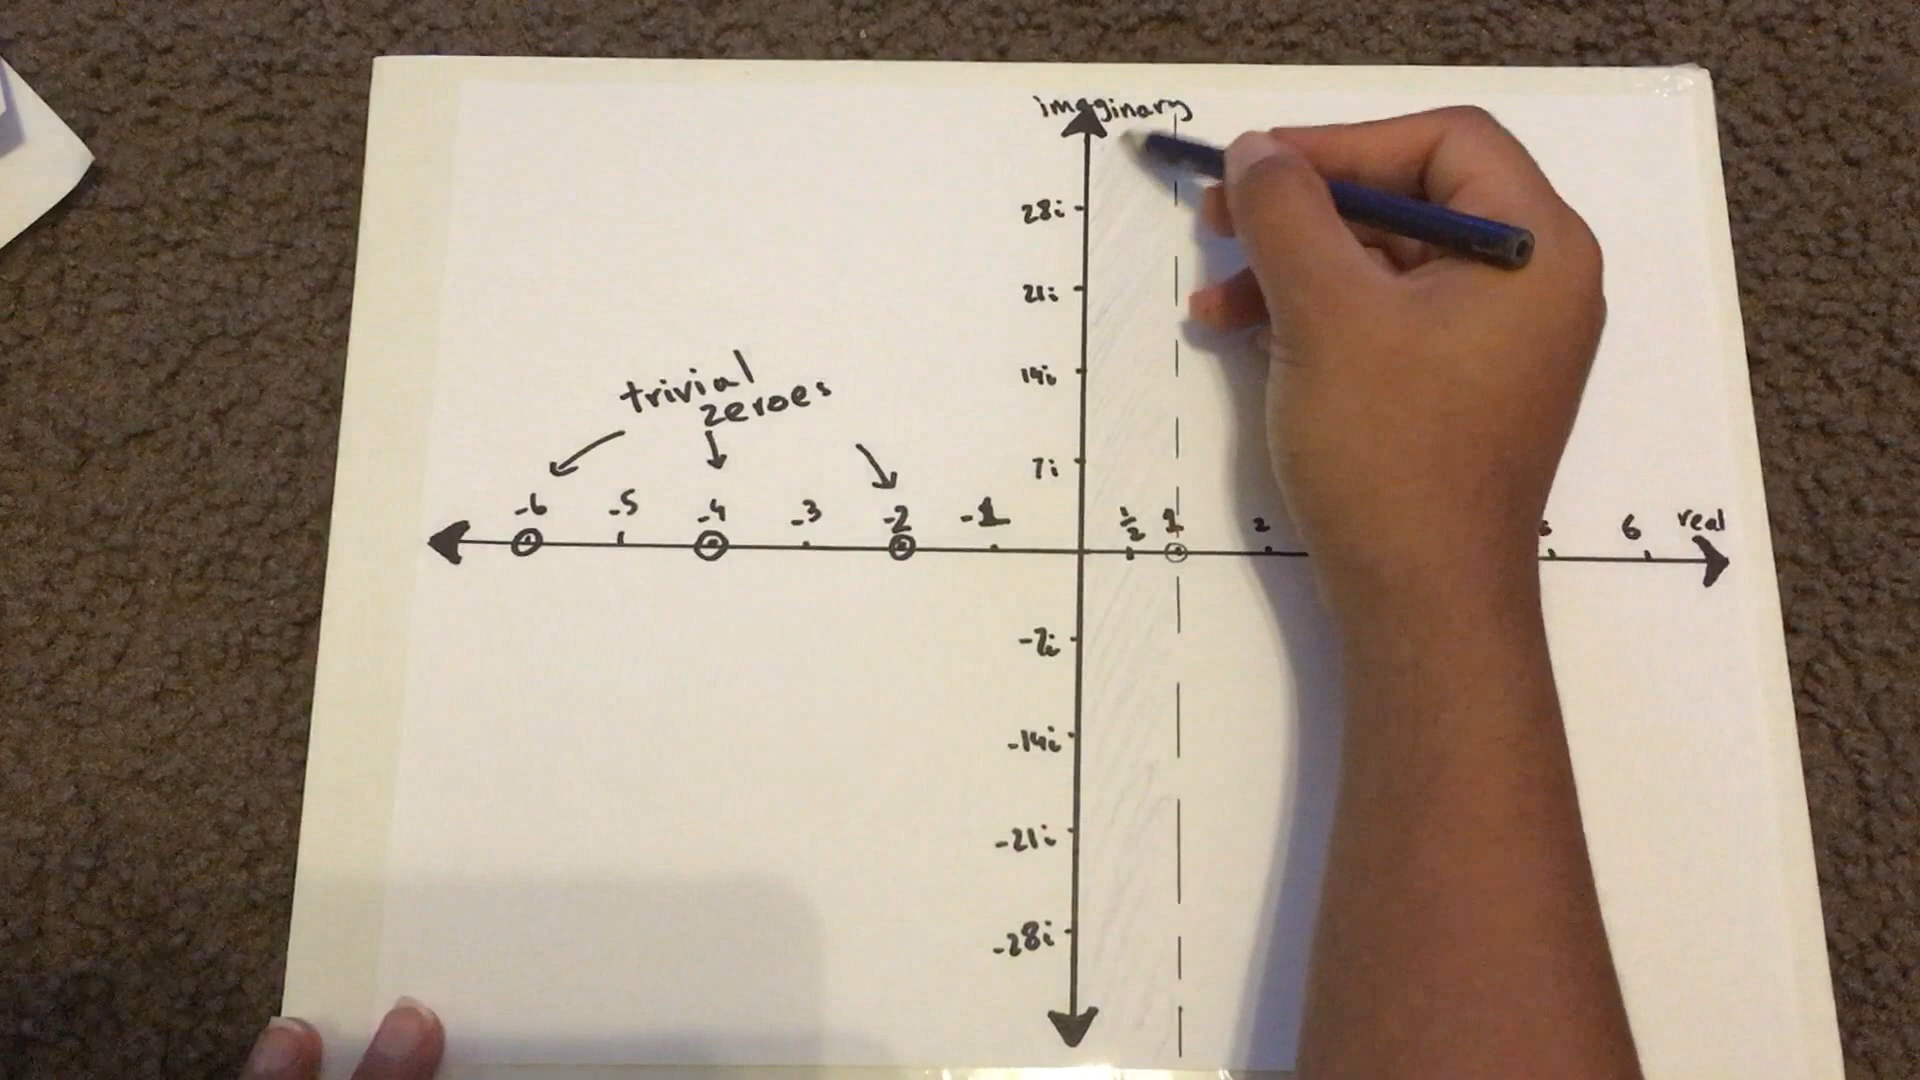 imaginary
28i
21i
14i
7i
trivial
zeroes
-6 -5 -4 -3 -2 -1 1/2 1 2 6 real
-7i
-14i
-21i
-28i